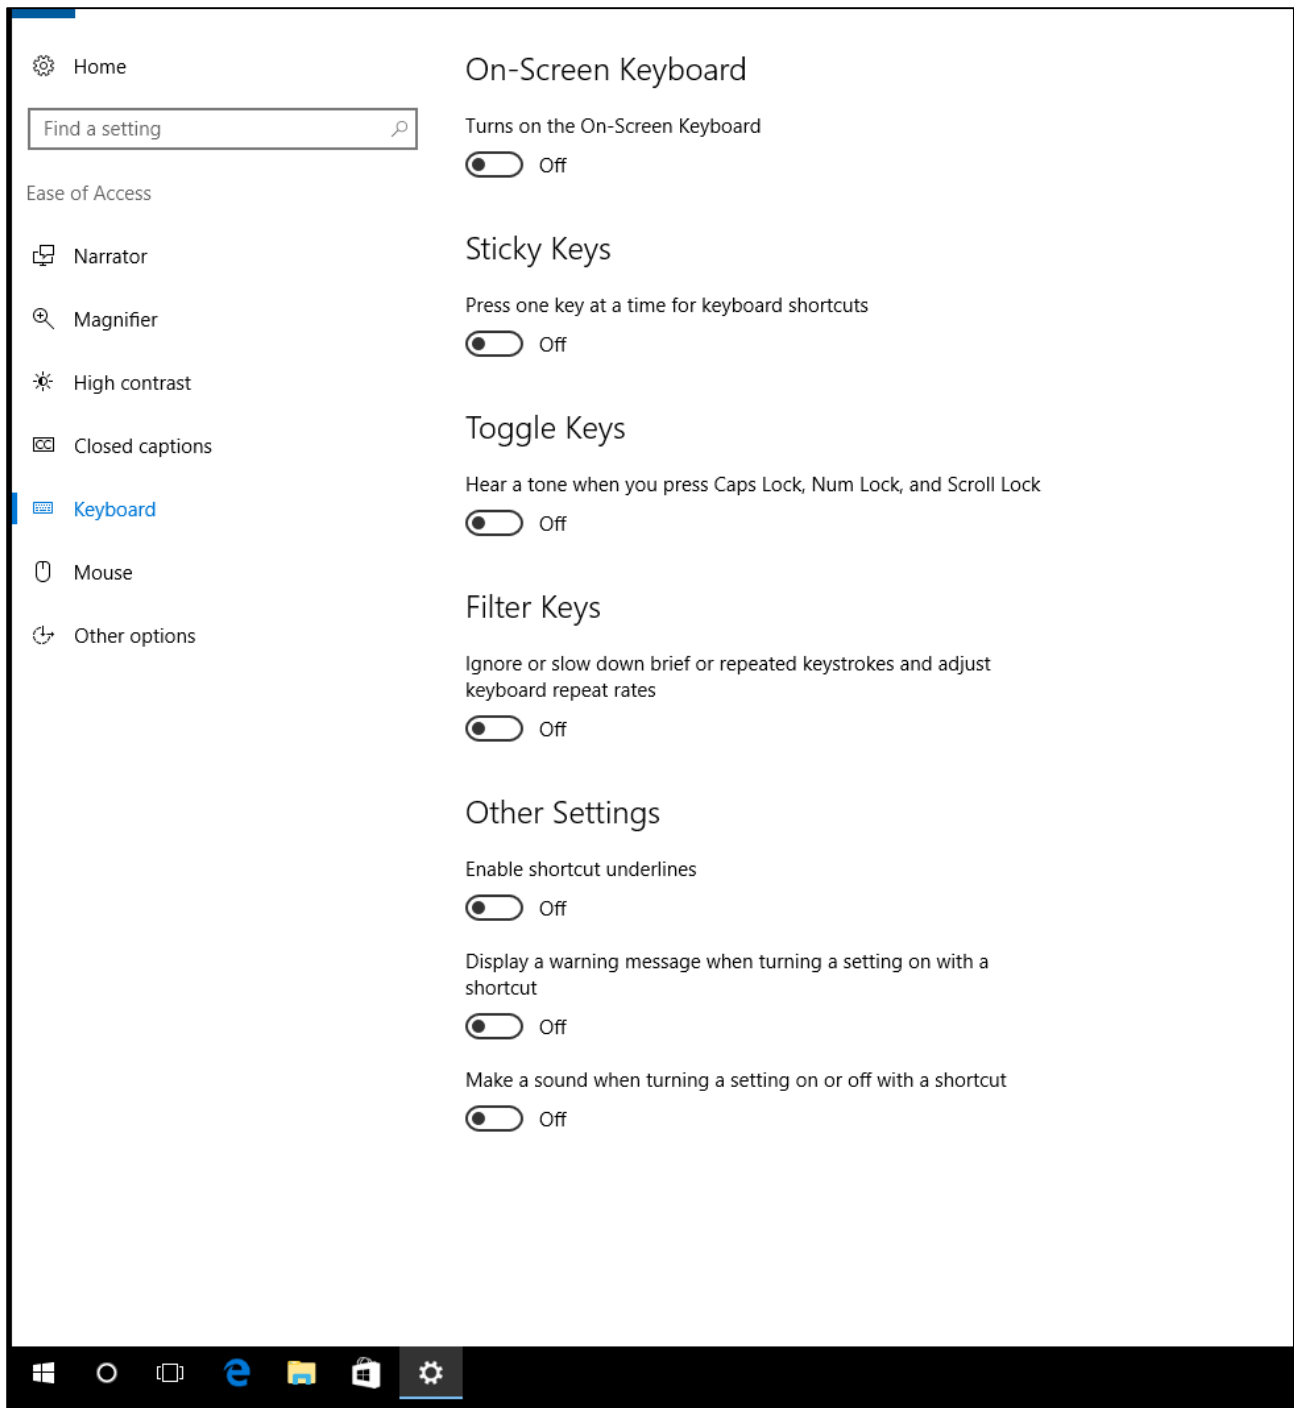 Home
Find a setting
Ease of Access
Narrator
Magnifier
High contrast
Closed captions
Keyboard
Mouse
Other options
On-Screen Keyboard
Turns on the On-Screen Keyboard
Off
Sticky Keys
Press one key at a time for keyboard shortcuts
Off
Toggle Keys
Hear a tone when you press Caps Lock, Num Lock, and Scroll Lock
Off
Filter Keys
Ignore or slow down brief or repeated keystrokes and adjust
keyboard repeat rates
Off
Other Settings
Enable shortcut underlines
Off
Display a warning message when turning a setting on with a
shortcut
Off
Make a sound when turning a setting on or off with a shortcut
Off